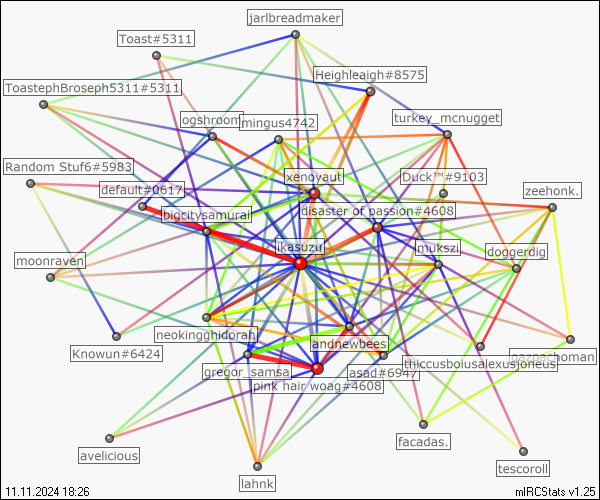 jarlbreadmaker
Toast#5311
Heighleaigh#8575
ToastephBroseph5311#5311
ogshroom
mingus4742
turkey_mcnugget
Random Stuf6#5983
xenoyaut
Duck™#9103
default#0617
zeehonk.
bigcitysamurai
disaster of passion#4608
ikasuzu
mukszi
doggerdig
moonraven
neokingghidorah
andnewbees
Knowun#6424
gazpachoman
thiccusboiusalexusjoneus
gregor_samsa
asad#6947
pink hair woag#4608
avelicious
facadas.
lahnk
tescoroll
11.11.2024 18:26
mIRCStats v1.25